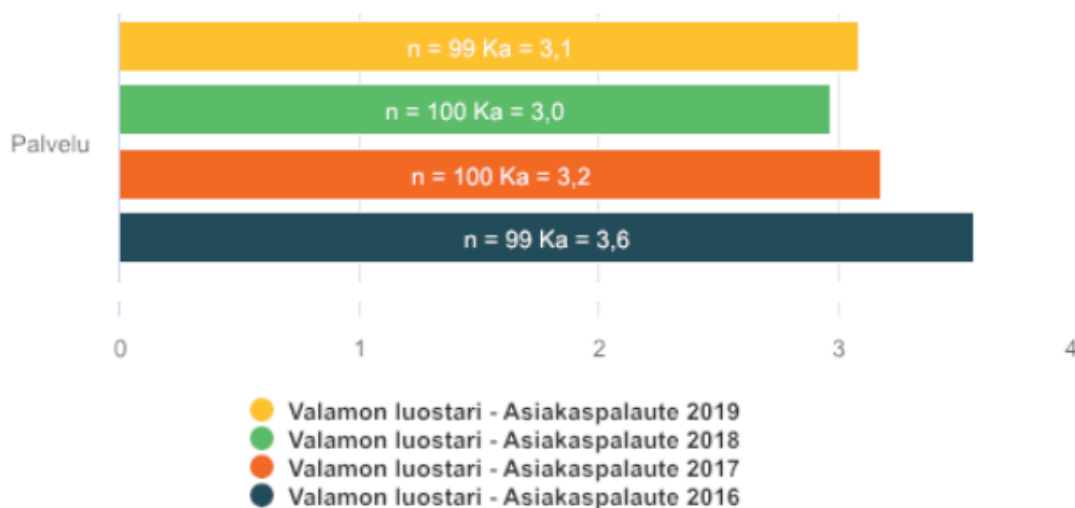 n = 99 Ka = 3,1
n = 100 Ka = 3,0
Palvelu
n = 100 Ka = 3,2
n = 99 Ka = 3,6
0 1 2 3 4
Valamon luostari - Asiakaspalaute 2019
Valamon luostari - Asiakaspalaute 2018
Valamon luostari - Asiakaspalaute 2017
Valamon luostari - Asiakaspalaute 2016